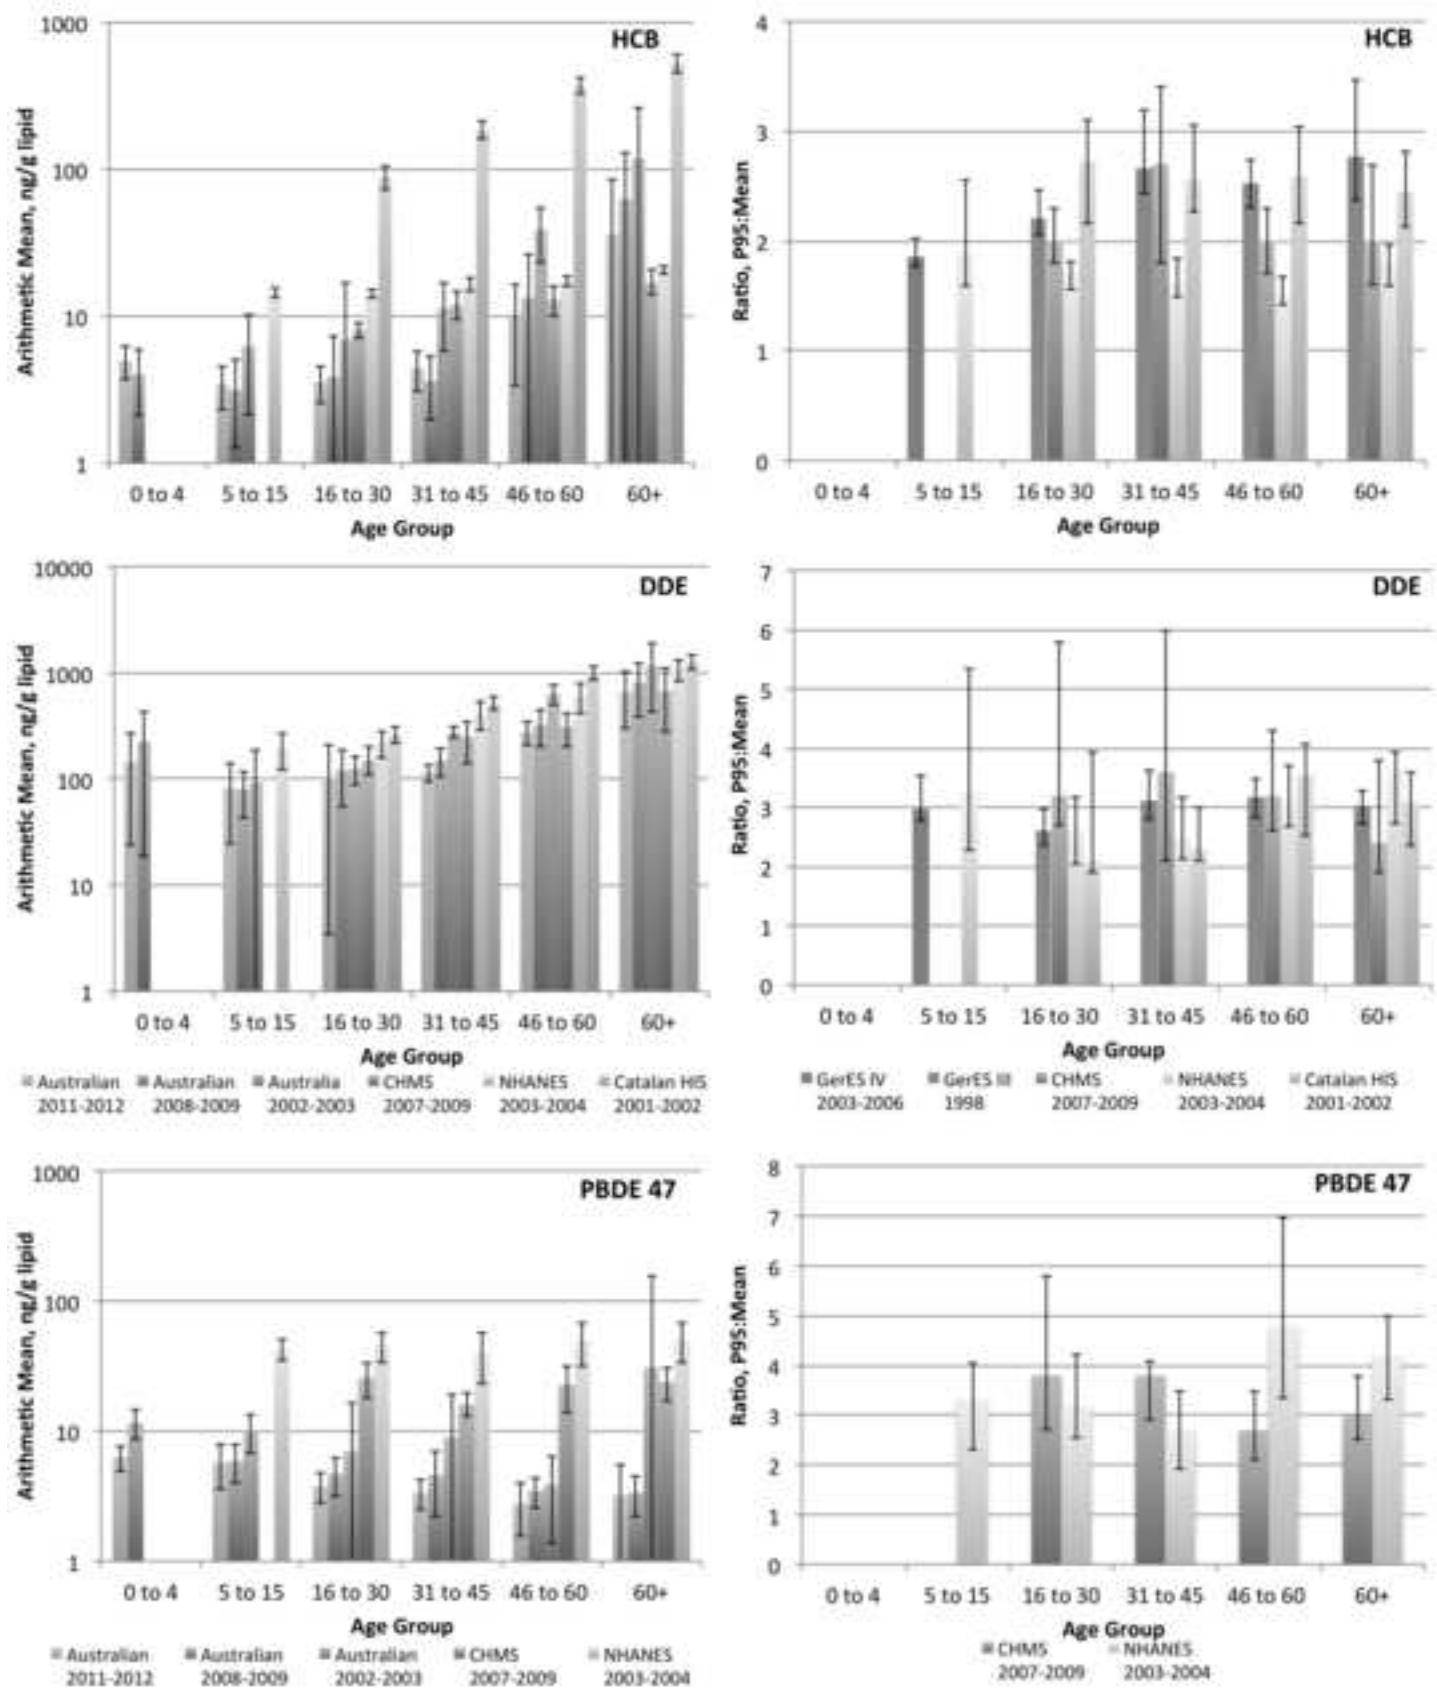 HCB
Arithmetic Mean, ng/g lipid
1000
100
10
1
0 to 4 5 to 15 16 to 30 31 to 45 46 to 60 60+
Age Group
HCB
Ratio, P95:Mean
4
3
2
1
0
0 to 4 5 to 15 16 to 30 31 to 45 46 to 60 60+
Age Group
DDE
Arithmetic Mean, ng/g lipid
10000
1000
100
10
1
0 to 4 5 to 15 16 to 30 31 to 45 46 to 60 60+
Age Group
Australian Australian Australia CHMS NHANES Catalan HIS
2011-2012 2008-2009 2002-2003 2007-2009 2003-2004 2001-2002
DDE
Ratio, P95:Mean
7
6
5
4
3
2
1
0
0 to 4 5 to 15 16 to 30 31 to 45 46 to 60 60+
Age Group
GerES IV GerES III CHMS NHANES Catalan HIS
2003-2006 1998 2007-2009 2003-2004 2001-2002
PBDE 47
Arithmetic Mean, ng/g lipid
1000
100
10
1
0 to 4 5 to 15 16 to 30 31 to 45 46 to 60 60+
Age Group
Australian Australian Australian CHMS NHANES
2011-2012 2008-2009 2002-2003 2007-2009 2003-2004
PBDE 47
Ratio, P95:Mean
8
7
6
5
4
3
2
1
0
0 to 4 5 to 15 16 to 30 31 to 45 46 to 60 60+
Age Group
CHMS NHANES
2007-2009 2003-2004